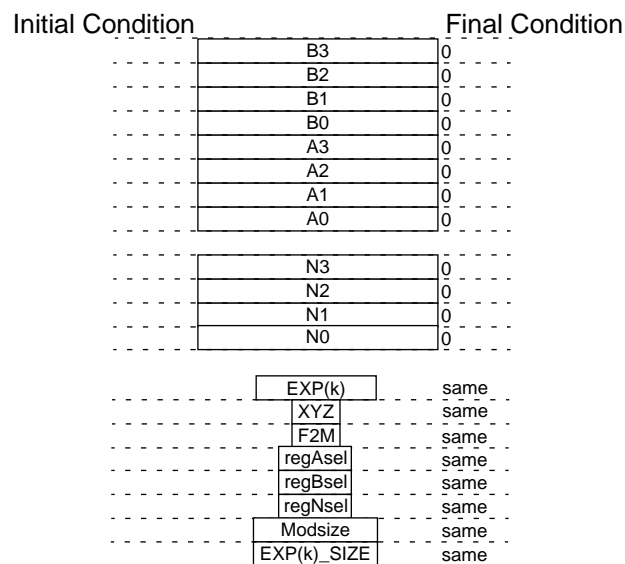 Initial Condition Final Condition
B3 0
B2 0
B1 0
B0 0
A3 0
A2 0
A1 0
A0 0
N3 0
N2 0
N1 0
N0 0
EXP(k) same
XYZ same
F2M same
regAsel same
regBsel same
regNsel same
Modsize same
EXP(k)_SIZE same